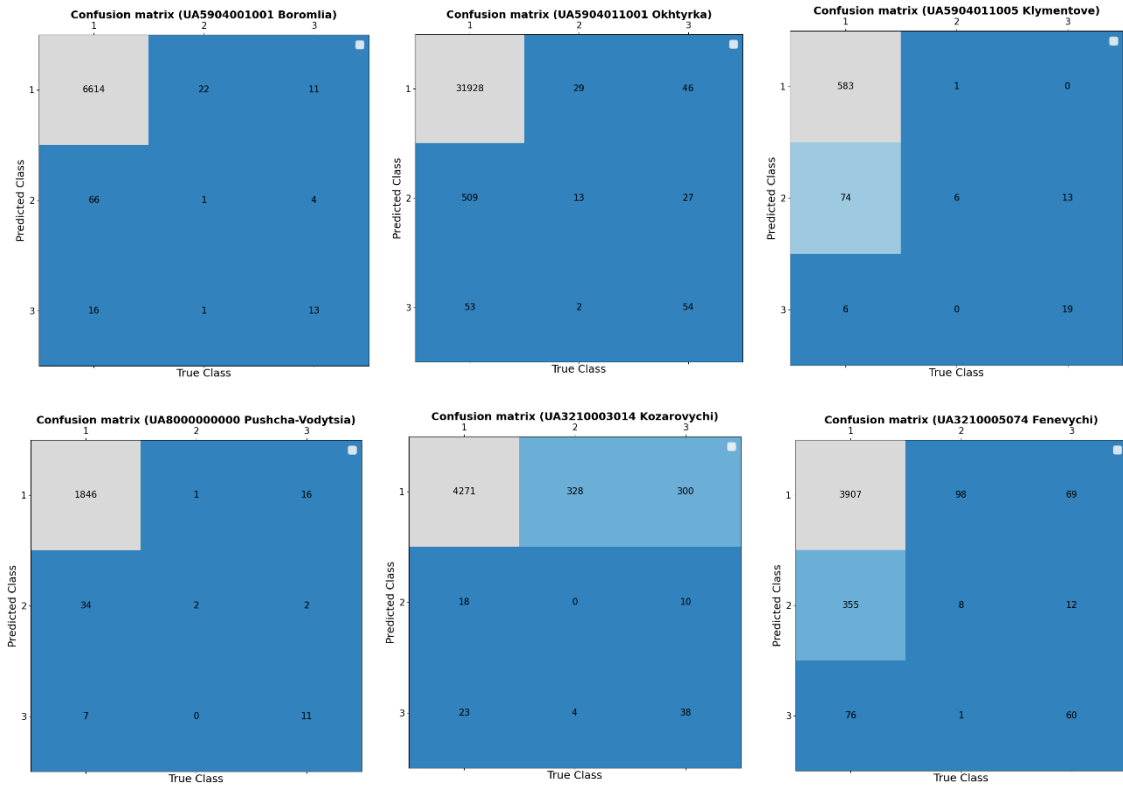 Confusion matrix (UA5904001001 Boromlia)
1 2 3
Predicted Class
1 6614 22 11
2 66 1 4
3 16 1 13
True Class
Confusion matrix (UA5904011001 Okhtyrka)
1 2 3
Predicted Class
1 31928 29 46
2 509 13 27
3 53 2 54
True Class
Confusion matrix (UA5904011005 Klymentove)
1 2 3
Predicted Class
1 583 1 0
2 74 6 13
3 6 0 19
True Class
Confusion matrix (UA8000000000 Pushcha-Vodytsia)
1 2 3
Predicted Class
1 1846 1 16
2 34 2 2
3 7 0 11
True Class
Confusion matrix (UA3210003014 Kozarovychi)
1 2 3
Predicted Class
1 4271 328 300
2 18 0 10
3 23 4 38
True Class
Confusion matrix (UA3210005074 Fenevychi)
1 2 3
Predicted Class
1 3907 98 69
2 355 8 12
3 76 1 60
True Class